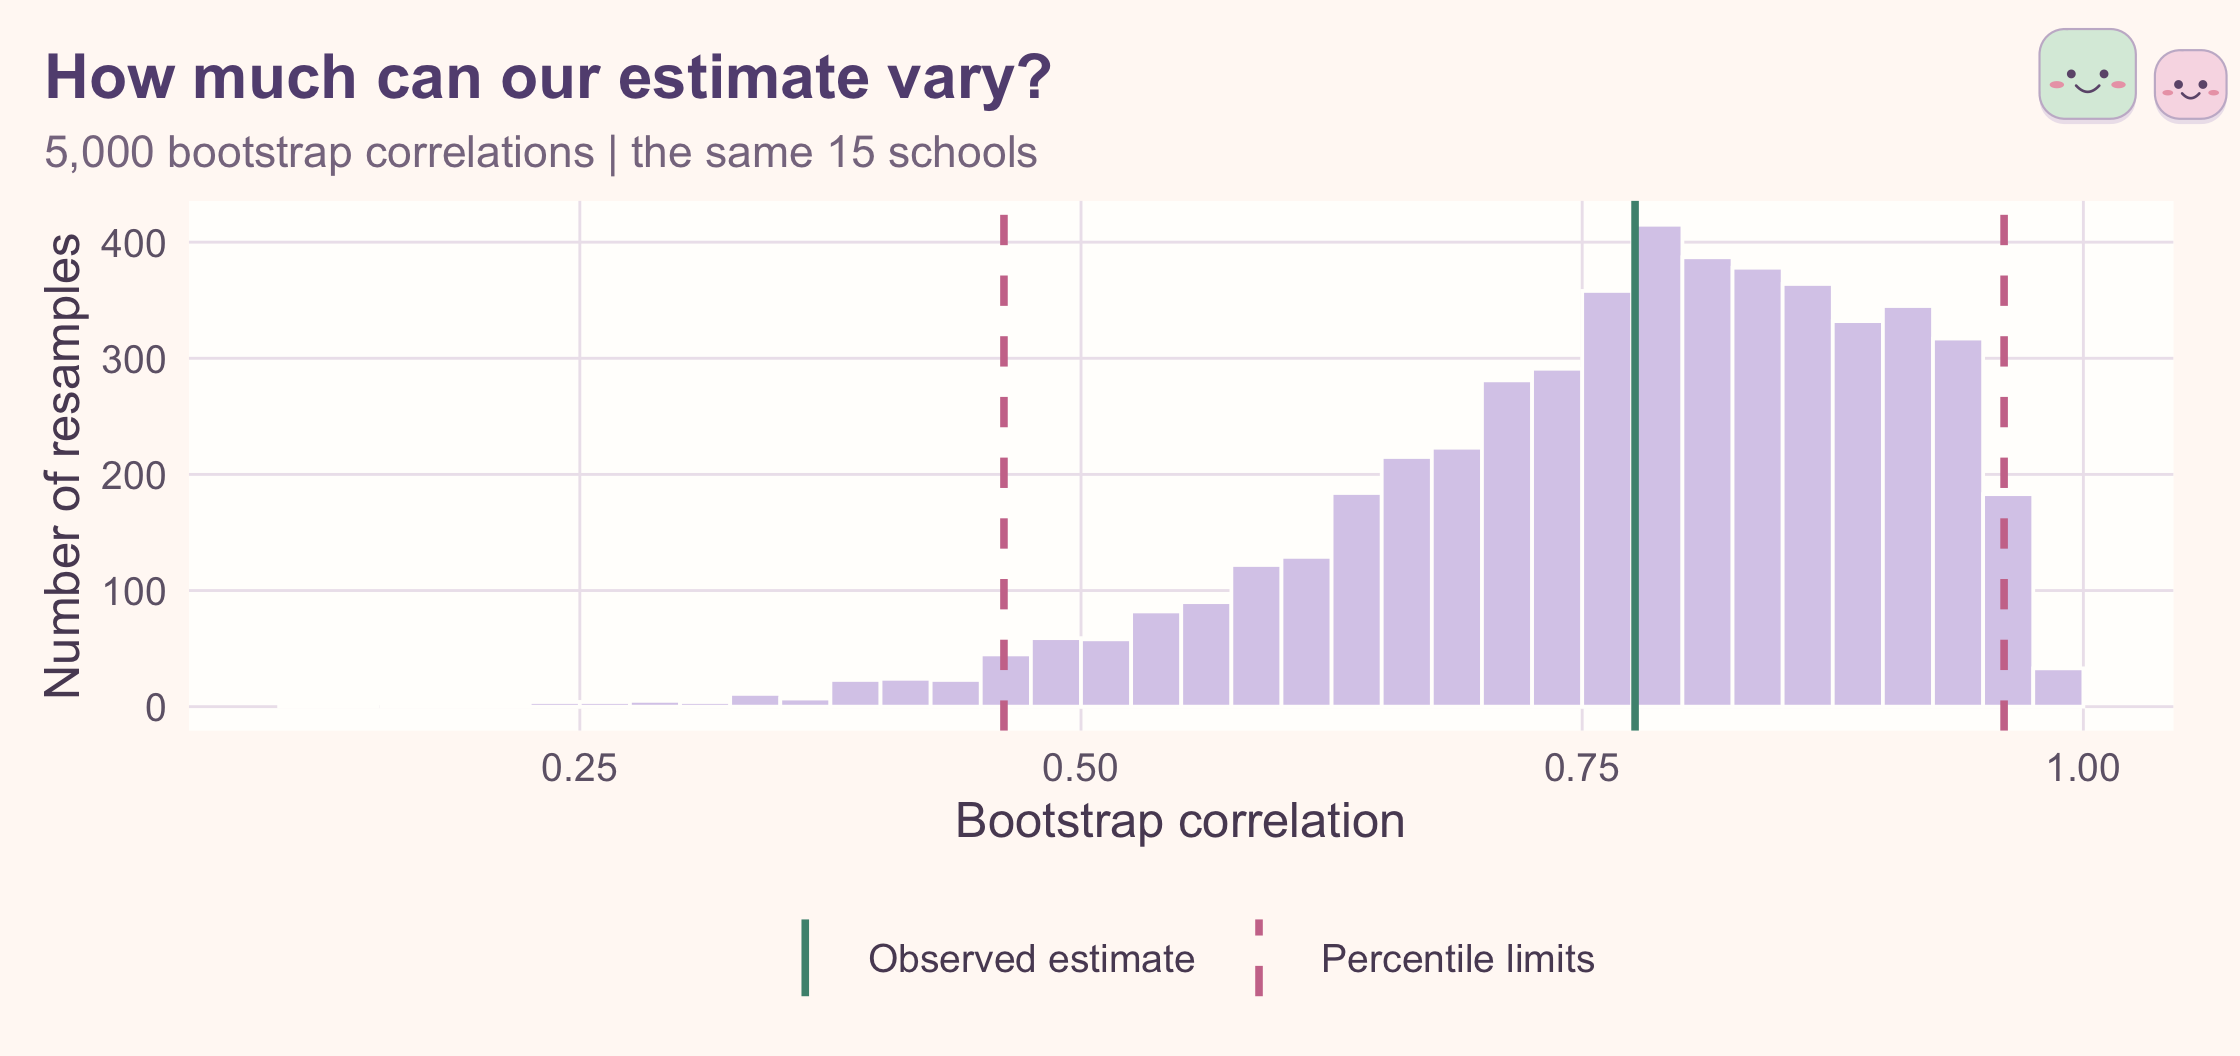 How much can our estimate vary?
5,000 bootstrap correlations | the same 15 schools
Number of resamples
400
300
200
100
0
0.25 0.50 0.75 1.00
Bootstrap correlation
Observed estimate Percentile limits